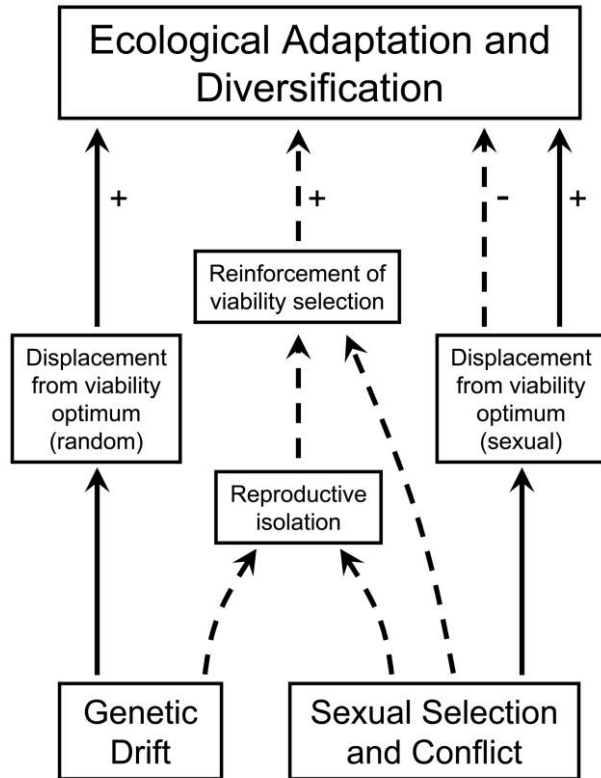 Ecological Adaptation and
Diversification
+
+
-
+
Reinforcement of
viability selection
Displacement
from viability
optimum
(random)
Displacement
from viability
optimum
(sexual)
Reproductive
isolation
Genetic
Drift
Sexual Selection
and Conflict